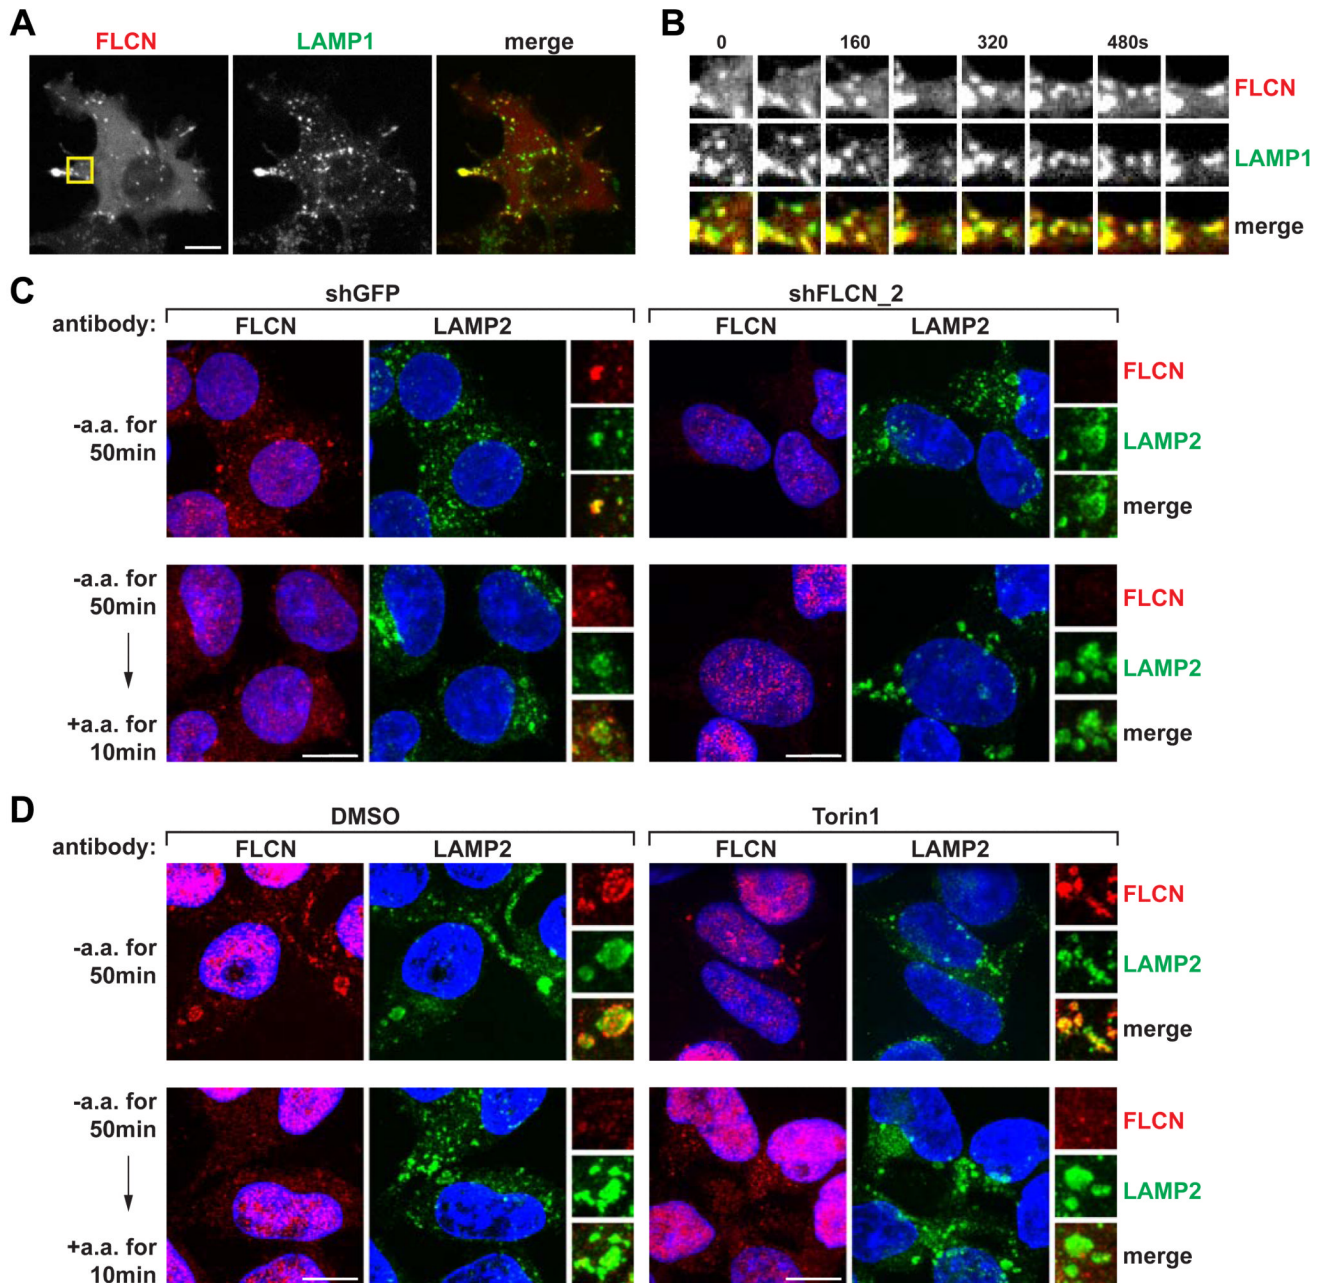 A
FLCN LAMP1 merge
B
0 160 320 480s
FLCN
LAMP1
merge
C
shGFP shFLCN_2
antibody: FLCN LAMP2 FLCN LAMP2
-a.a. for
50min
FLCN
LAMP2
merge
-a.a. for
50min
+a.a. for
10min
FLCN
LAMP2
merge
D
DMSO Torin1
antibody: FLCN LAMP2 FLCN LAMP2
-a.a. for
50min
FLCN
LAMP2
merge
-a.a. for
50min
+a.a. for
10min
FLCN
LAMP2
merge